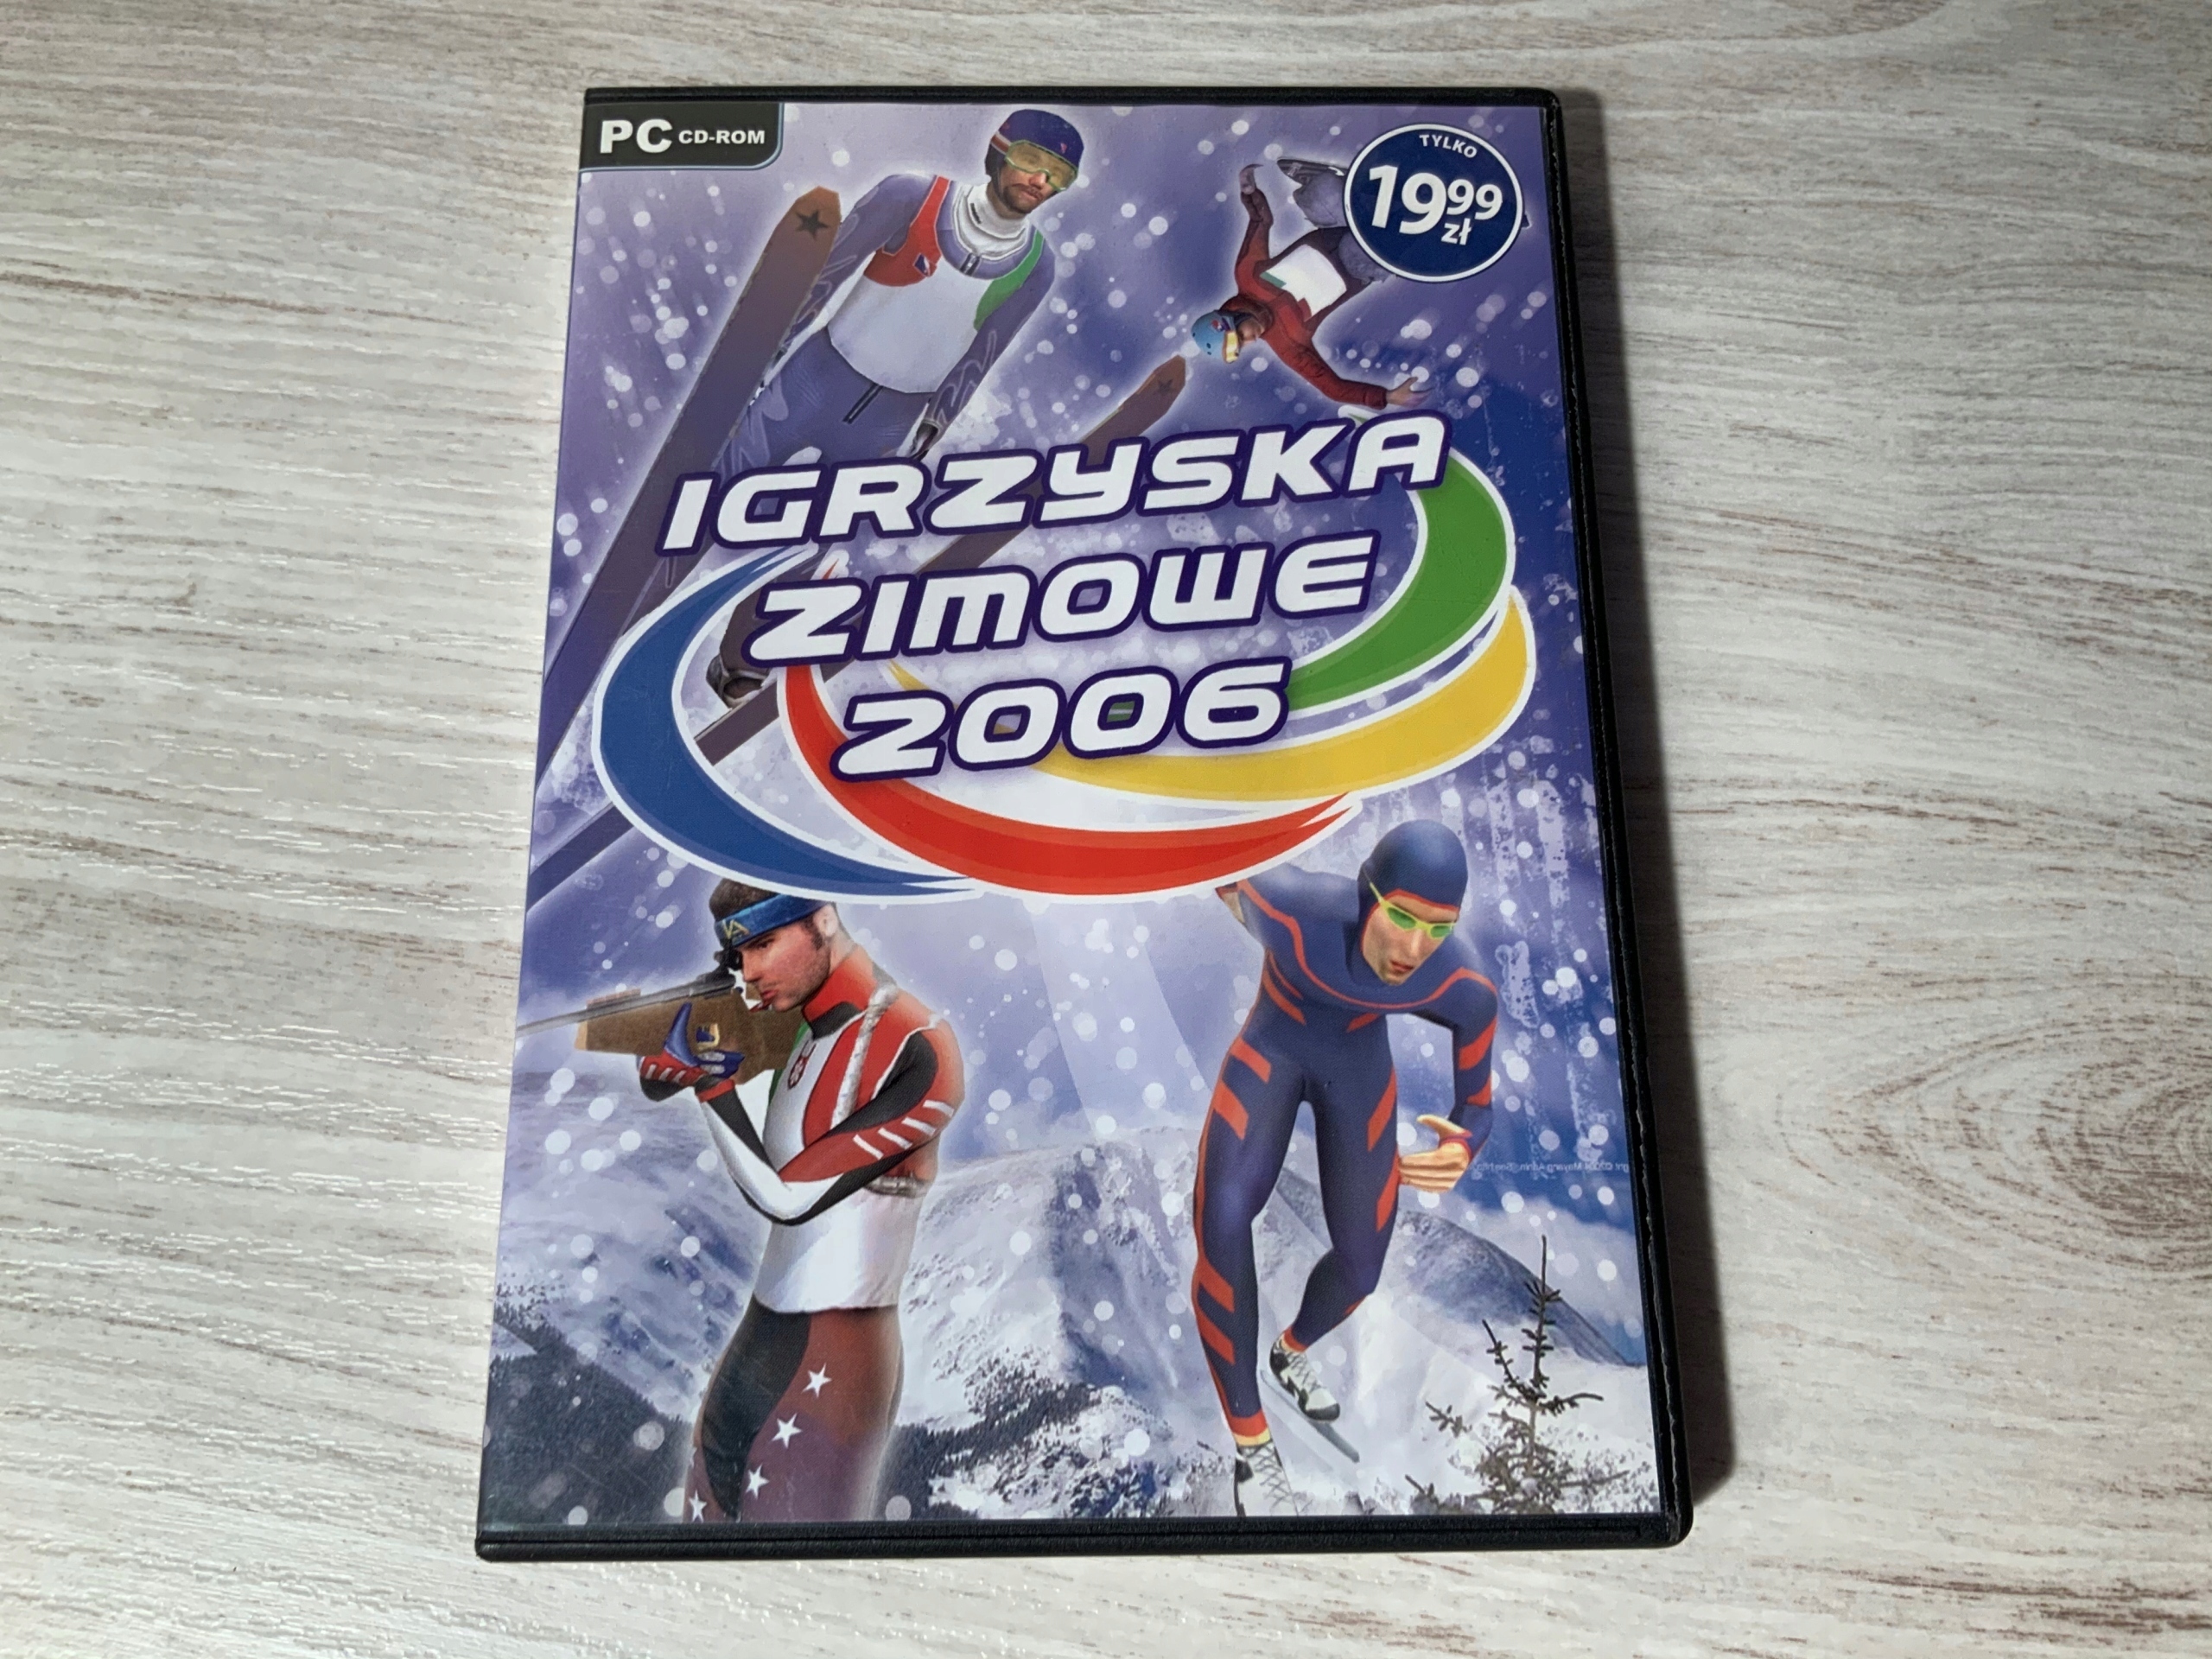 PC CD-ROM
TYLKO
19 99
zł
IGRZYSKA
ZIMOWE
2006